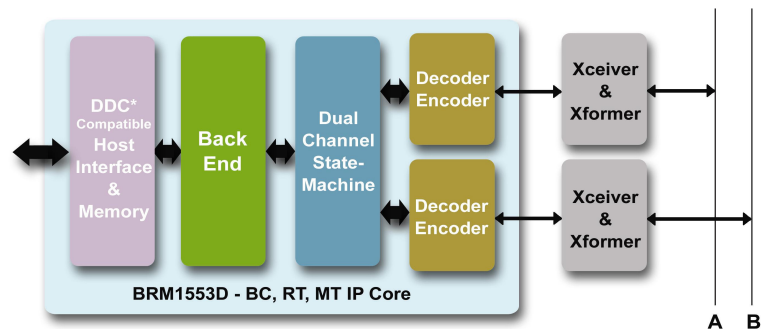 DDC*
Compatible
Host
Interface
&
Memory
Back
End
Dual
Channel
State-
Machine
Decoder
Encoder
Decoder
Encoder
Xceiver
&
Xformer
Xceiver
&
Xformer
BRM1553D - BC, RT, MT IP Core
A B